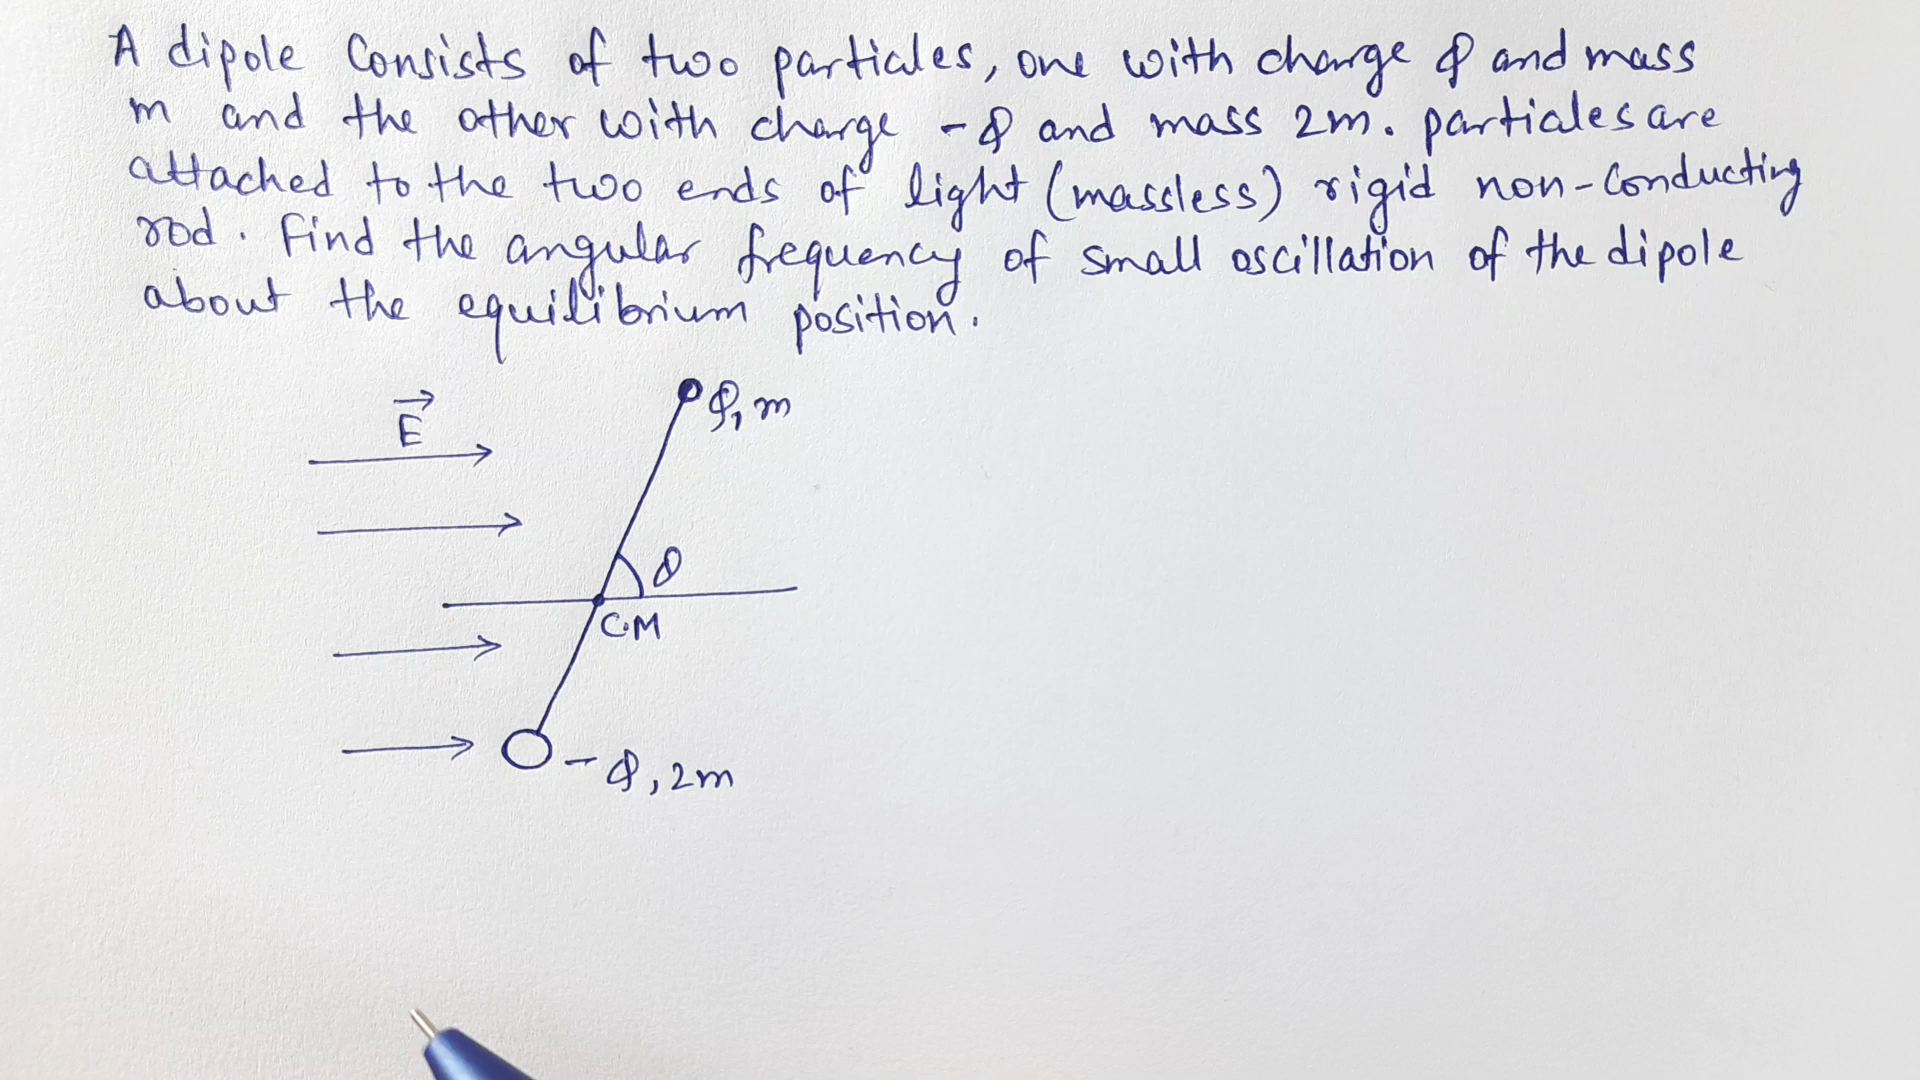 A dipole Consists of two particles, one with charge Q and mass
m and the other with charge -Q and mass 2m. particles are
attached to the two ends of light (massless) rigid non-conducting
rod. Find the angular frequency of small oscillation of the dipole
about the equilibrium position.
E
Q, m
θ
C.M
-Q, 2m